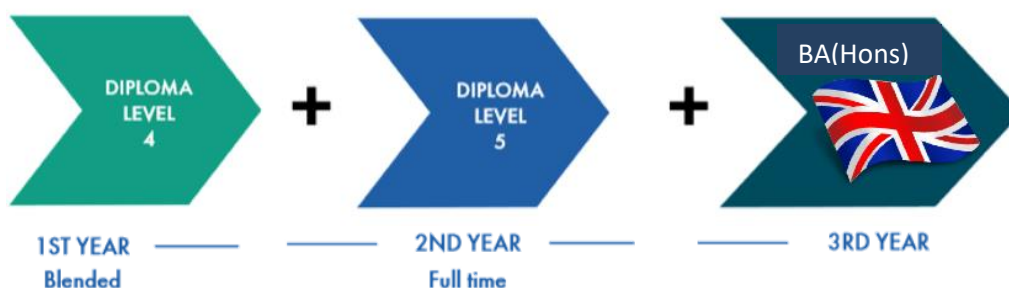 DIPLOMA
LEVEL
4
+
DIPLOMA
LEVEL
5
+
BA(Hons)
1ST YEAR
Blended
2ND YEAR
Full time
3RD YEAR